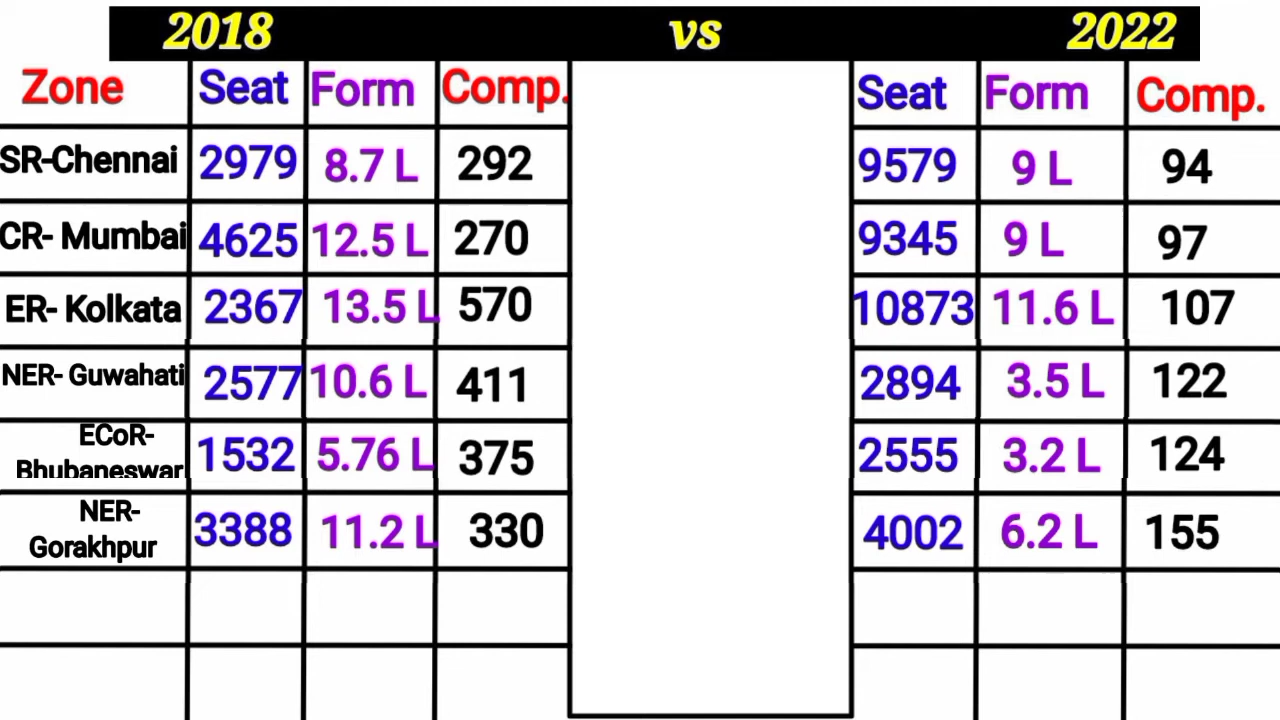 2018 vs 2022
Zone Seat Form Comp. Seat Form Comp.
SR-Chennai 2979 8.7 L 292 9579 9 L 94
CR- Mumbai 4625 12.5 L 270 9345 9 L 97
ER- Kolkata 2367 13.5 L 570 10873 11.6 L 107
NER- Guwahati 2577 10.6 L 411 2894 3.5 L 122
ECoR-
Bhubaneswar 1532 5.76 L 375 2555 3.2 L 124
NER-
Gorakhpur 3388 11.2 L 330 4002 6.2 L 155